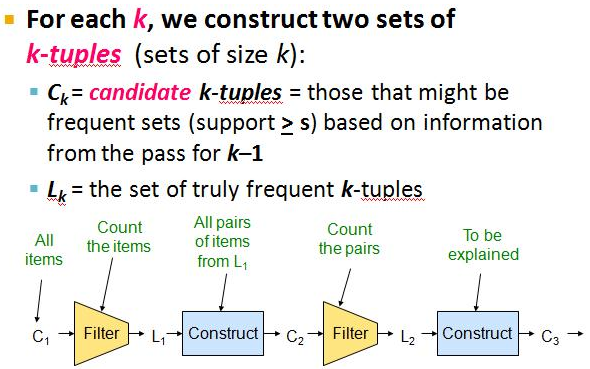 For each k, we construct two sets of
k-tuples (sets of size k):
Ck = candidate k-tuples = those that might be
frequent sets (support ≥ s) based on information
from the pass for k–1
Lk = the set of truly frequent k-tuples
All
items
Count
the items
All pairs
of items
from L1
Count
the pairs
To be
explained
C1
Filter
L1
Construct
C2
Filter
L2
Construct
C3